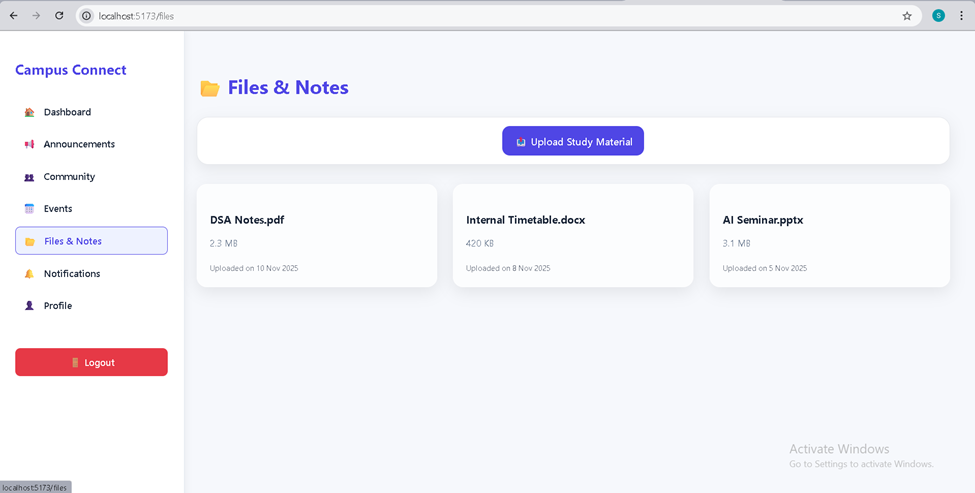 localhost:5173/files
S
Campus Connect
Dashboard
Announcements
Community
Events
Files & Notes
Notifications
Profile
Logout
Files & Notes
Upload Study Material
DSA Notes.pdf
2.3 MB
Uploaded on 10 Nov 2025
Internal Timetable.docx
420 KB
Uploaded on 8 Nov 2025
AI Seminar.pptx
3.1 MB
Uploaded on 5 Nov 2025
Activate Windows
Go to Settings to activate Windows.
localhost:5173/files